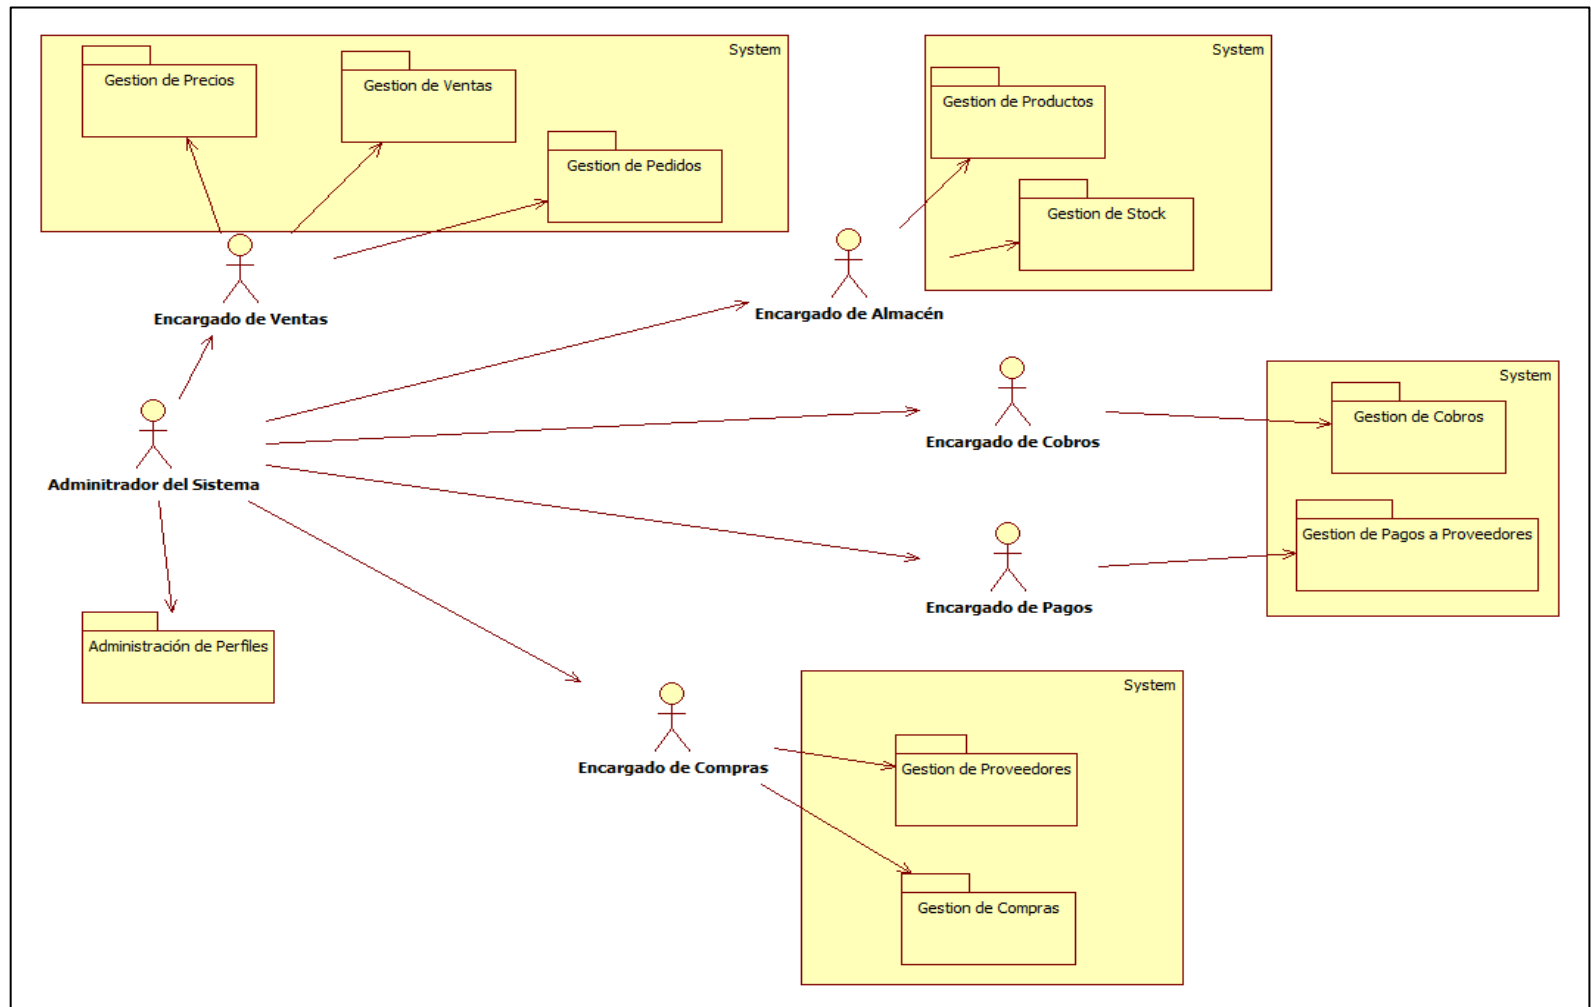 System
Gestion de Precios
Gestion de Ventas
Gestion de Pedidos
System
Gestion de Productos
Gestion de Stock
Encargado de Ventas
Encargado de Almacén
System
Gestion de Cobros
Encargado de Cobros
Adminitrador del Sistema
Gestion de Pagos a Proveedores
Encargado de Pagos
Administración de Perfiles
System
Encargado de Compras
Gestion de Proveedores
Gestion de Compras